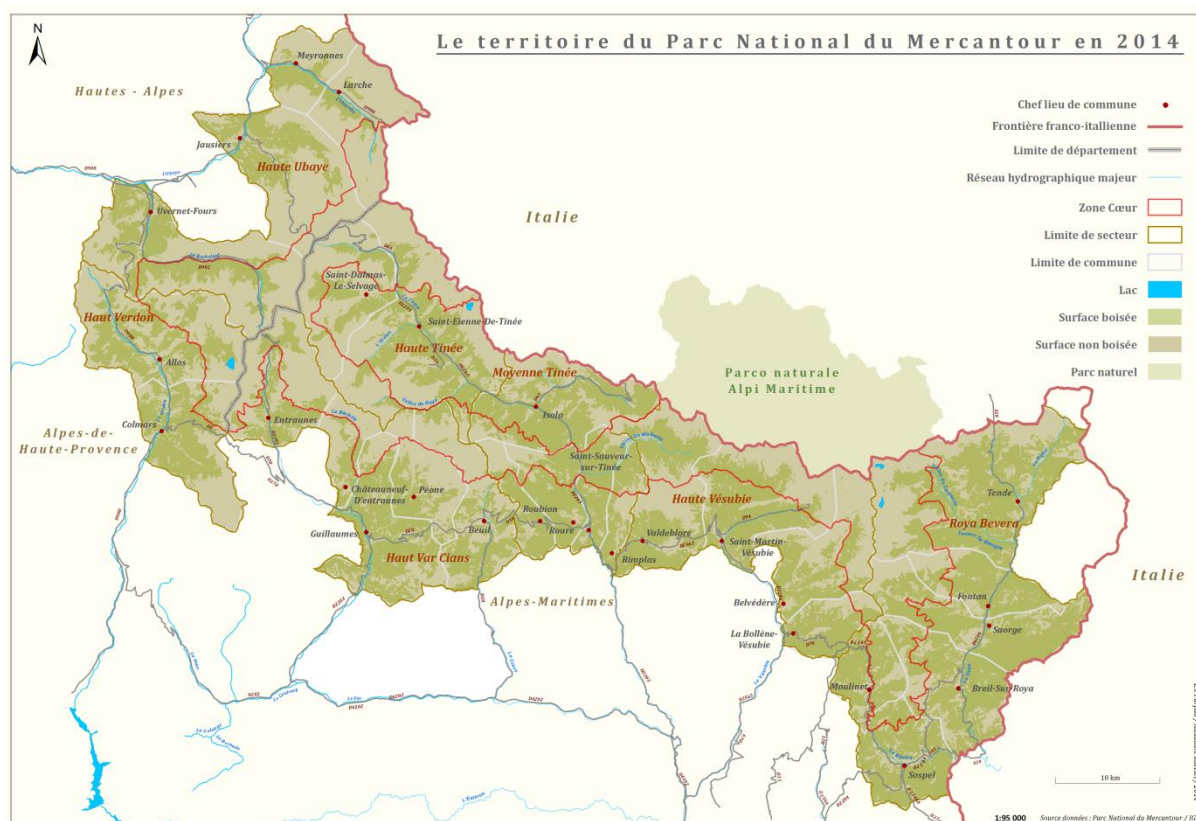 Le territoire du Parc National du Mercantour en 2014
N
Hautes - Alpes
Meyronnes
Larche
Jausiers
Haute Ubaye
L'Ubaye
Uvernet-Fours
Italie
Chef lieu de commune
Frontière franco-itallienne
Limite de département
Réseau hydrographique majeur
Zone Cœur
Limite de secteur
Limite de commune
Lac
Surface boisée
Surface non boisée
Parc naturel
Saint-Dalmas-
Le-Selvage
Haut Verdon
Saint-Etienne-De-Tinée
Haute Tinée
Allos
Moyenne Tinée
Parco naturale
Alpi Maritime
Isola
Colmars
Entraunes
Alpes-de-
Haute-Provence
Saint-Sauveur-
sur-Tinée
Châteauneuf-
D'entraunes
Péone
Haute Vésubie
Tende
Roubion
Roure
Beuil
Roya Bevera
Guillaumes
Valdeblore
Saint-Martin-
Vésubie
Haut Var Cians
Rimplas
Italie
Alpes-Maritimes
Belvédère
Fontan
Saorge
La Bollène-
Vésubie
Moulinet
Breil-Sur-Roya
Sospel
D6202
D6202
10 km
1:95 000
Source données : Parc National du Mercantour / IG